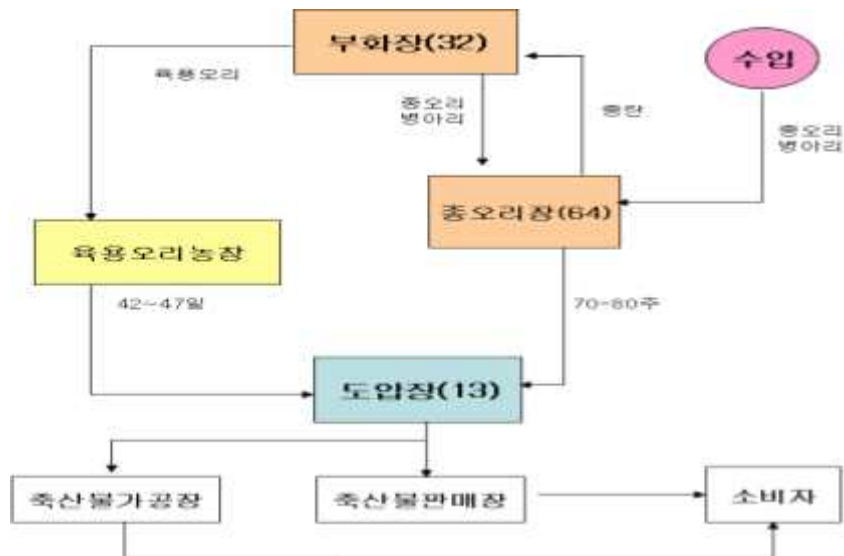 부화장(32)
수입
육용오리
종오리
병아리
종란
종오리
병아리
종오리장(64)
육용오리농장
42~47일
70-80주
도압장(13)
축산물가공장
축산물판매장
소비자